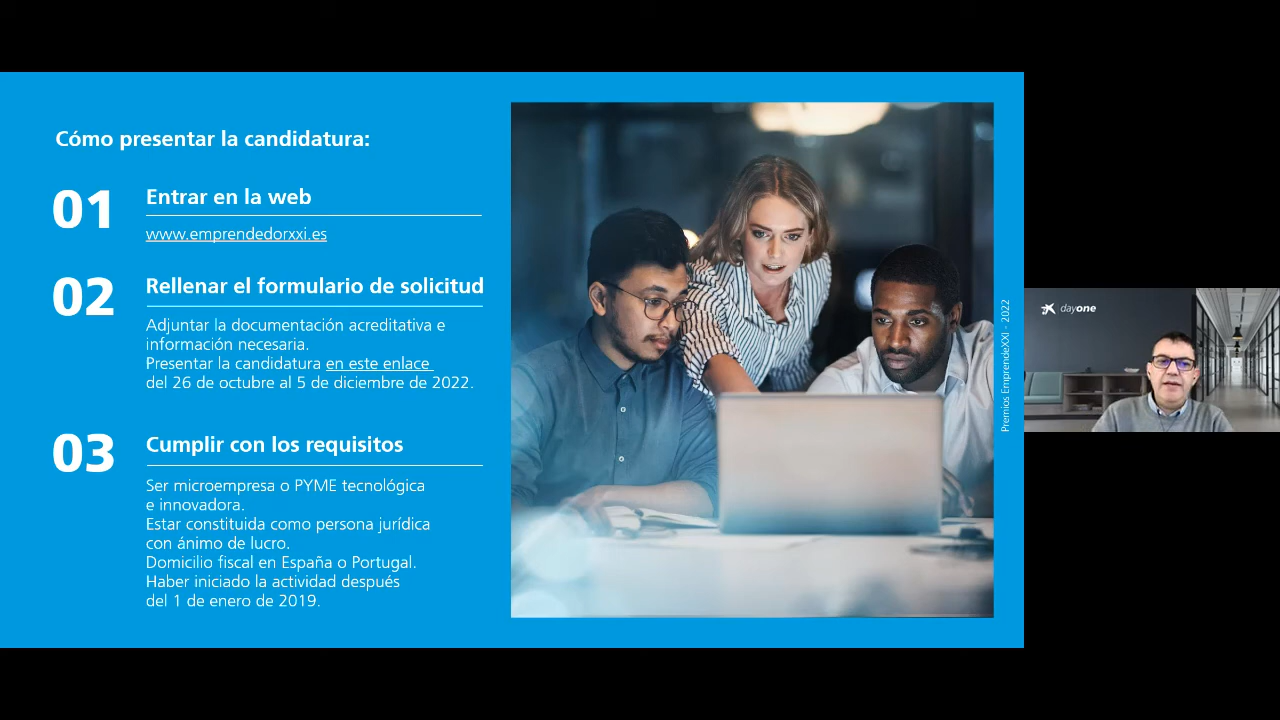 Cómo presentar la candidatura:
01
Entrar en la web
www.emprendedorxxi.es
02
Rellenar el formulario de solicitud
Adjuntar la documentación acreditativa e
información necesaria.
Presentar la candidatura en este enlace
del 26 de octubre al 5 de diciembre de 2022.
03
Cumplir con los requisitos
Ser microempresa o PYME tecnológica
e innovadora.
Estar constituida como persona jurídica
con ánimo de lucro.
Domicilio fiscal en España o Portugal.
Haber iniciado la actividad después
del 1 de enero de 2019.
Premios EmprendeXXI - 2022
dayone